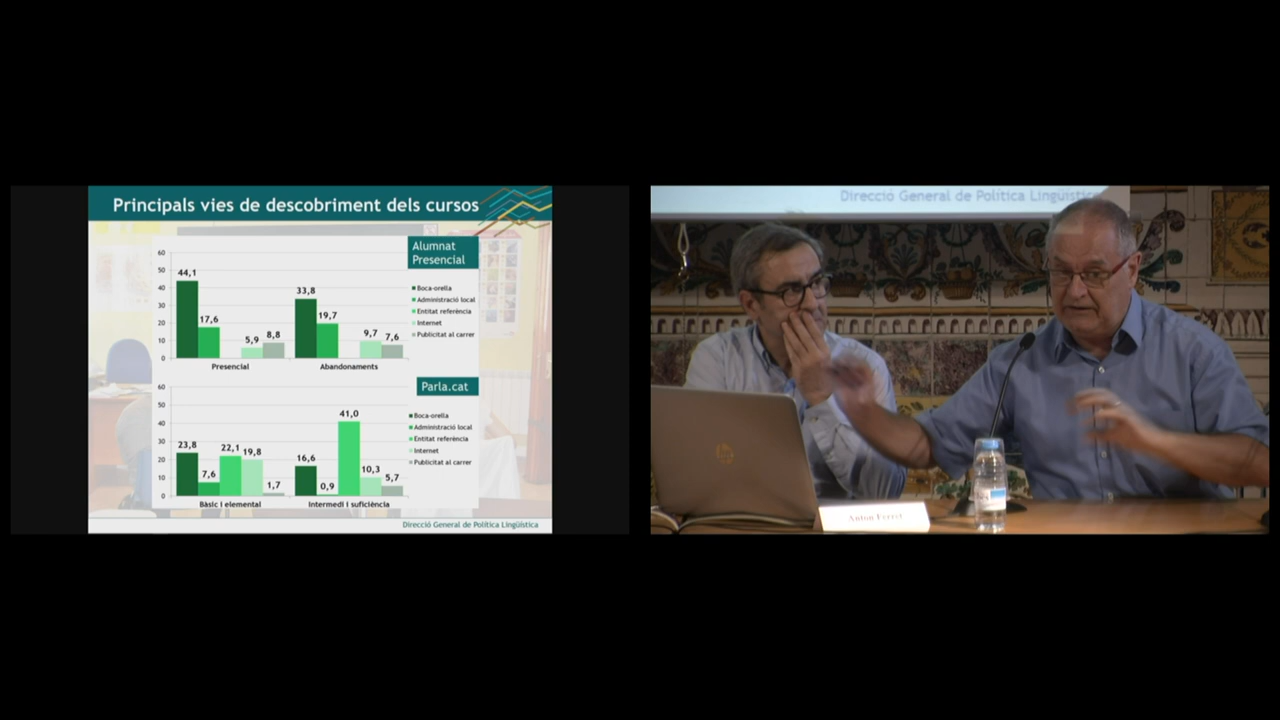 Principals vies de descobriment dels cursos
Alumnat
Presencial
60
50
40
30
20
10
0
44,1
17,6
5,9
8,8
33,8
19,7
9,7
7,6
Presencial
Abandonaments
Boca-orella
Administració local
Entitat referència
Internet
Publicitat al carrer
Parla.cat
60
50
40
30
20
10
0
23,8
7,6
22,1
19,8
1,7
16,6
0,9
41,0
10,3
5,7
Bàsic i elemental
Intermedi i suficiència
Boca-orella
Administració local
Entitat referència
Internet
Publicitat al carrer
Direcció General de Política Lingüística
Direcció General de Política Lingüística
Anton Ferret